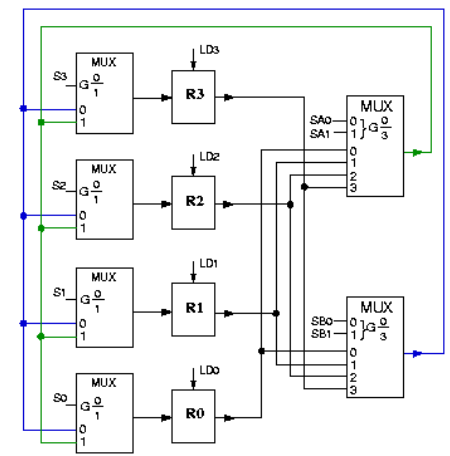 MUX
S3 G 0/1
0
1
LD3
R3
MUX
SA0 0 } G 0/3
SA1 1
0
1
2
3
MUX
S2 G 0/1
0
1
LD2
R2
MUX
S1 G 0/1
0
1
LD1
R1
MUX
SB0 0 } G 0/3
SB1 1
0
1
2
3
MUX
S0 G 0/1
0
1
LD0
R0